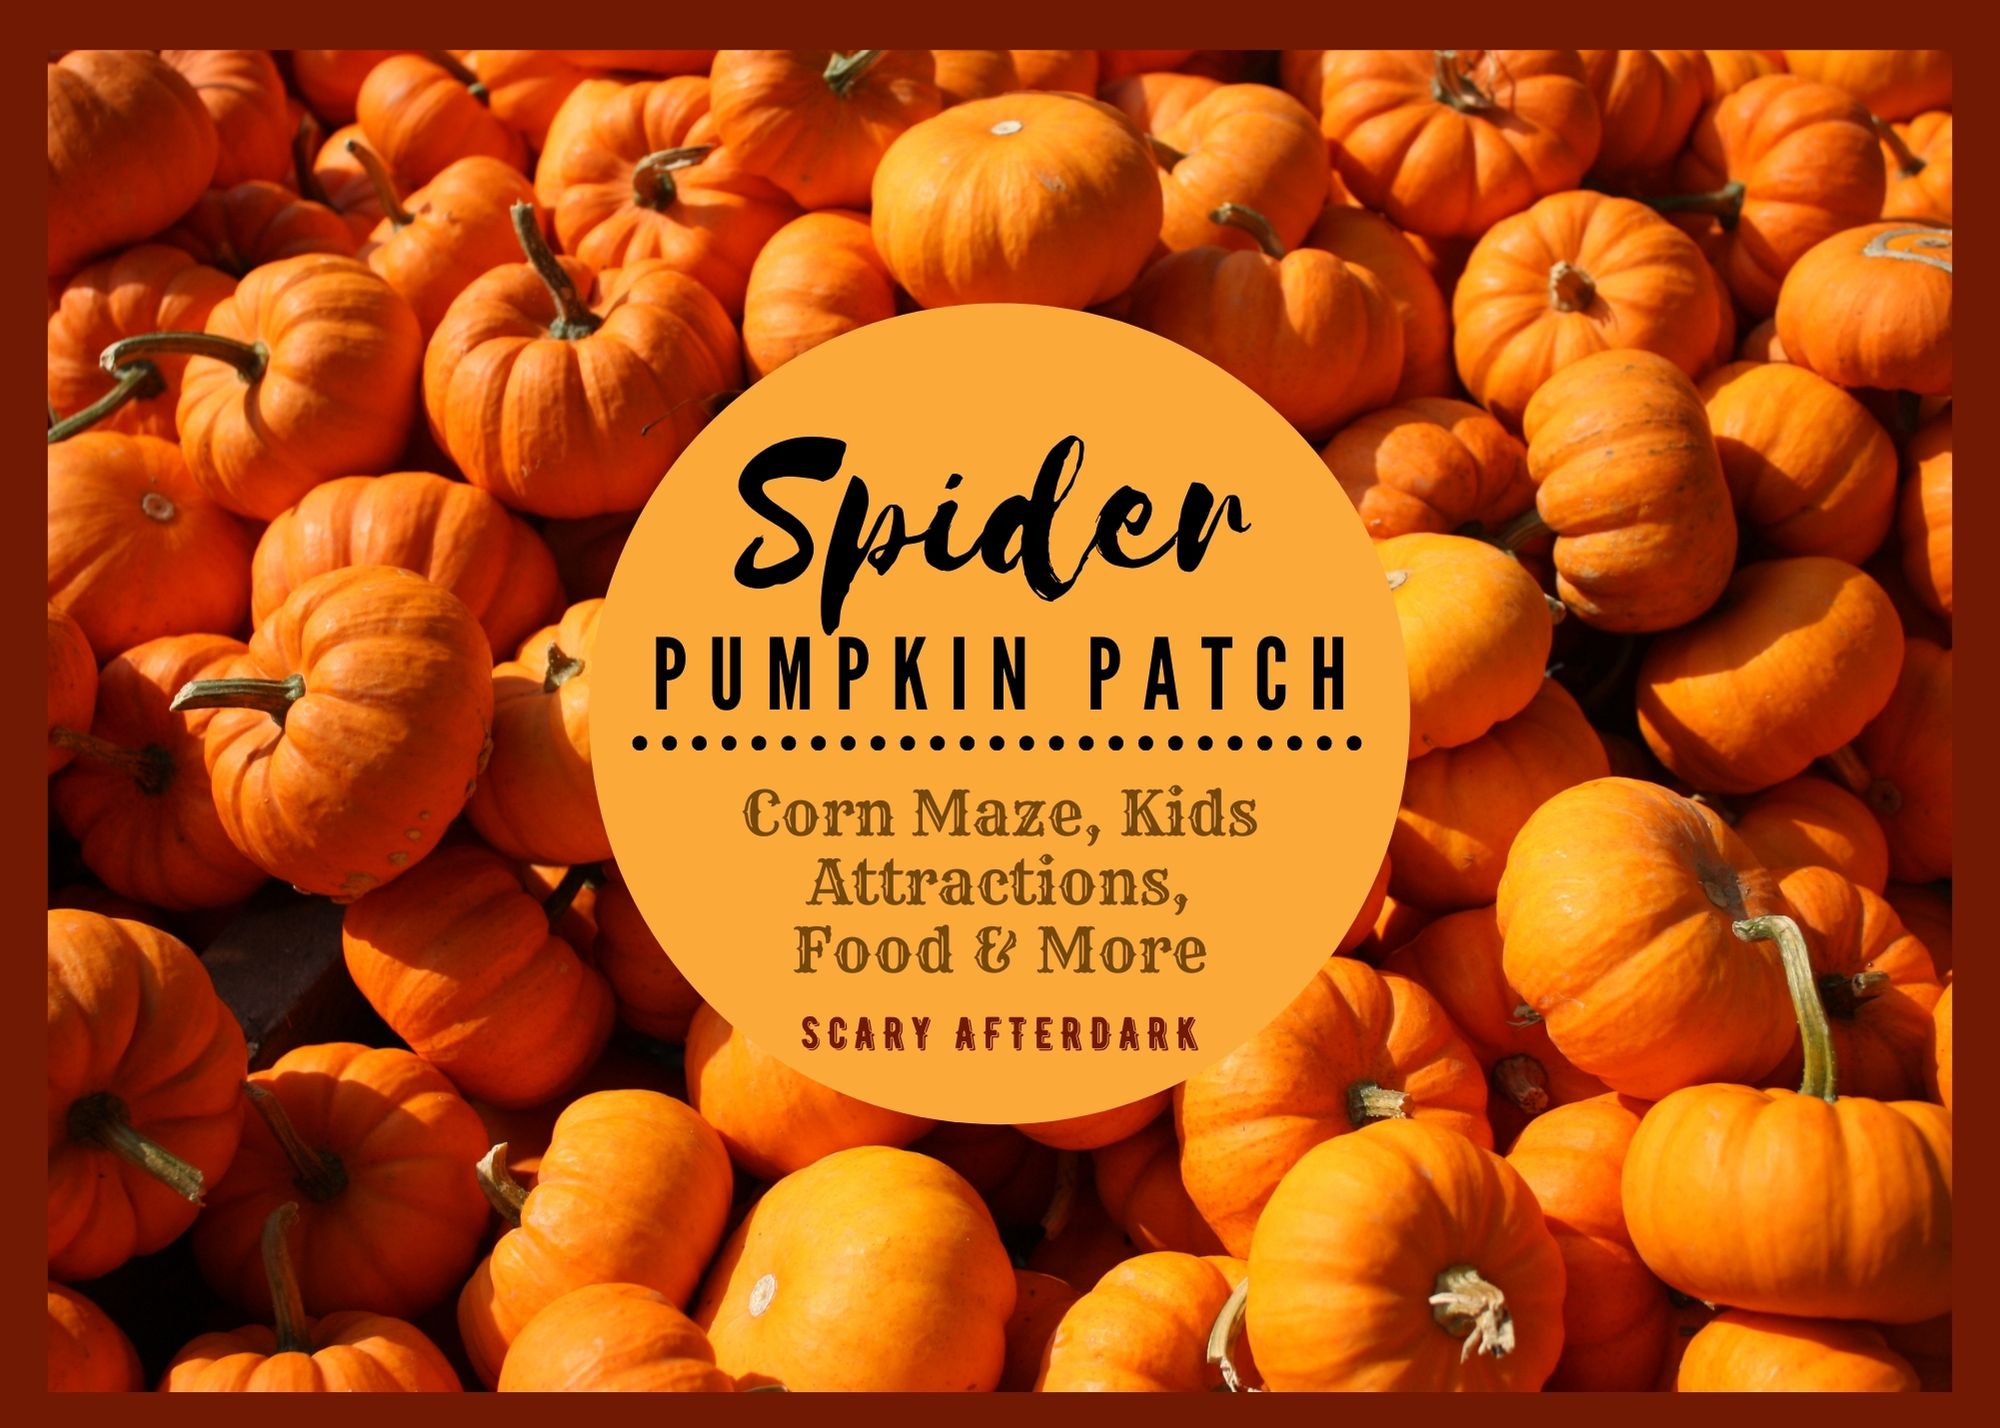 Spider
PUMPKIN PATCH
Corn Maze, Kids
Attractions,
Food & More
SCARY AFTERDARK